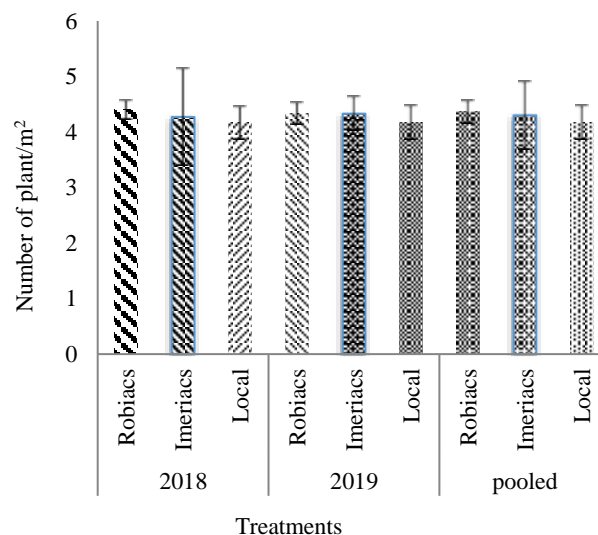 6
5
4
3
2
1
0
Number of plant/m²
Robiacs
Imeriacs
Local
Robiacs
Imeriacs
Local
Robiacs
Imeriacs
Local
2018
2019
pooled
Treatments